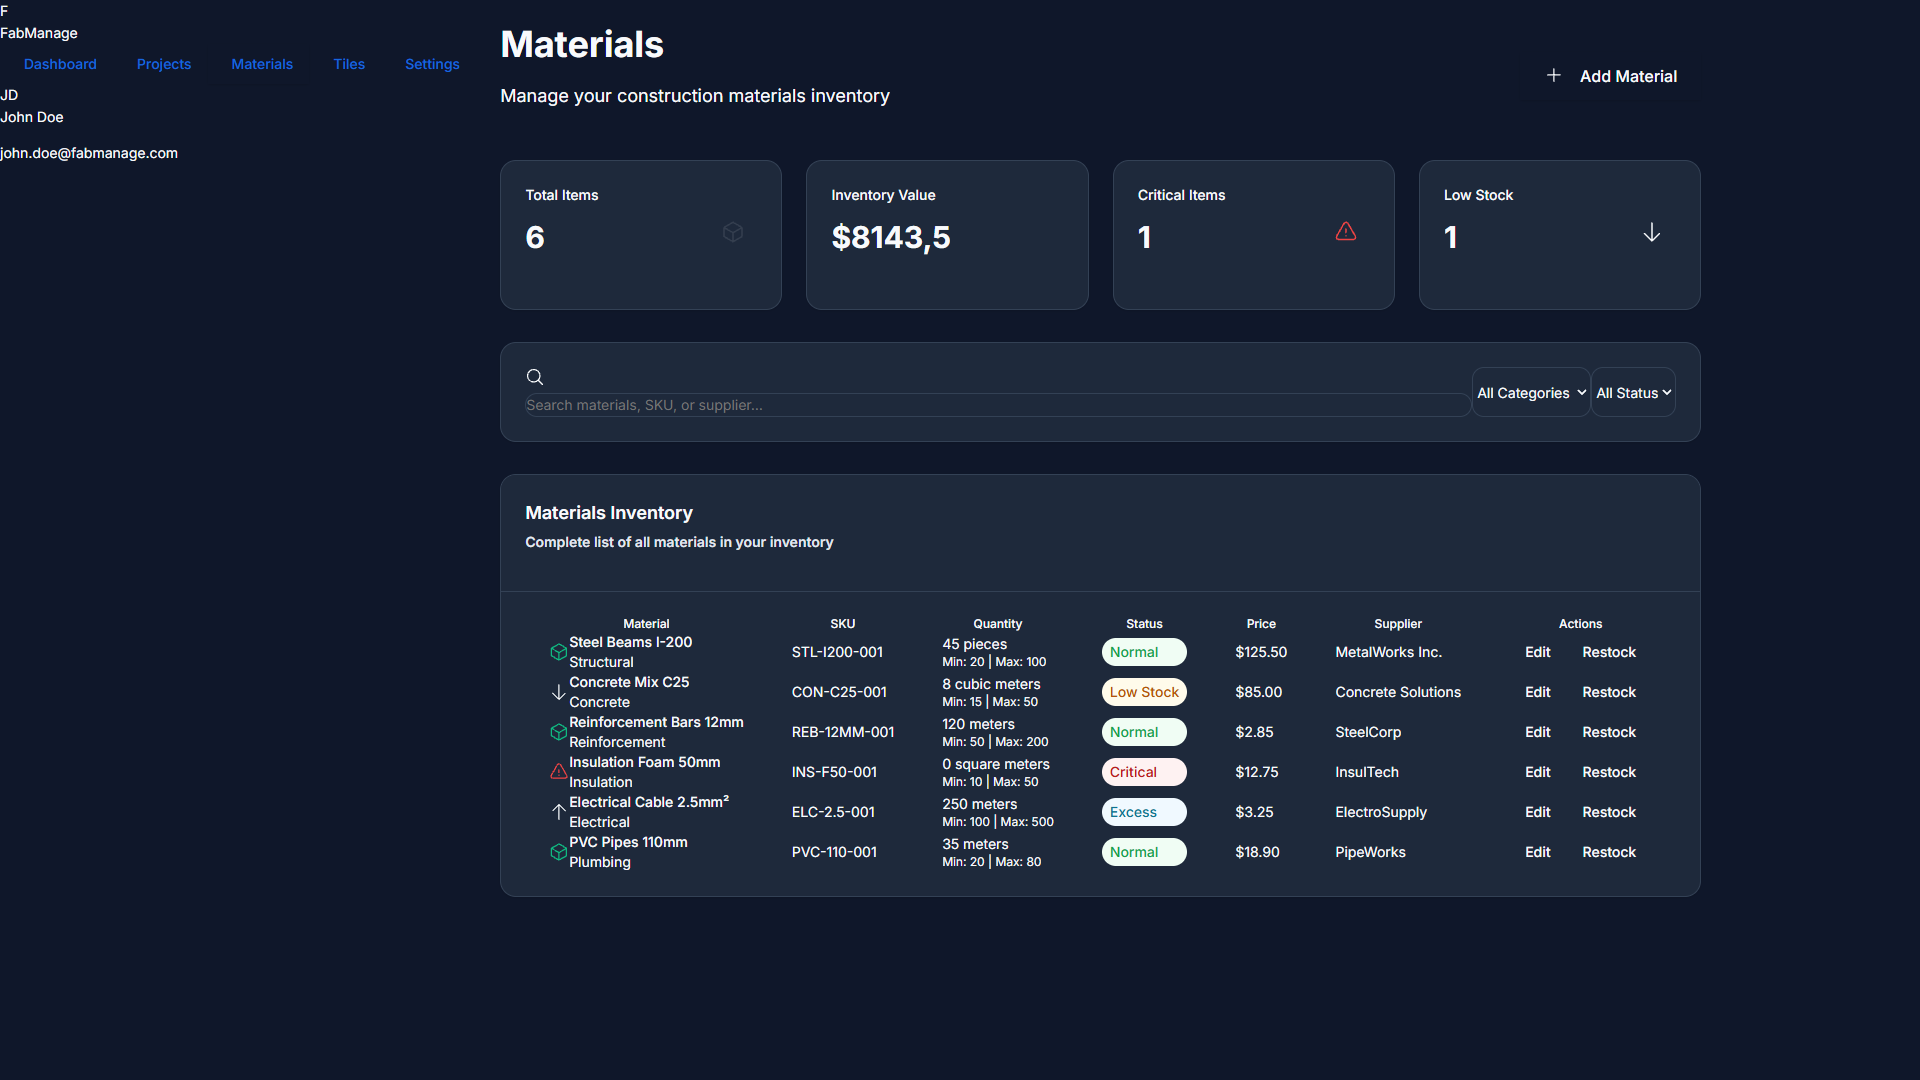 F
FabManage
Dashboard Projects Materials Tiles Settings
JD
John Doe
john.doe@fabmanage.com
Materials
Manage your construction materials inventory
Add Material
Total Items
6
Inventory Value
$8143,5
Critical Items
1
Low Stock
1
Search materials, SKU, or supplier...
All Categories
All Status
Materials Inventory
Complete list of all materials in your inventory
Material SKU Quantity Status Price Supplier Actions
Steel Beams I-200
Structural
STL-I200-001
45 pieces
Min: 20 | Max: 100
Normal
$125.50
MetalWorks Inc.
Edit Restock
Concrete Mix C25
Concrete
CON-C25-001
8 cubic meters
Min: 15 | Max: 50
Low Stock
$85.00
Concrete Solutions
Edit Restock
Reinforcement Bars 12mm
Reinforcement
REB-12MM-001
120 meters
Min: 50 | Max: 200
Normal
$2.85
SteelCorp
Edit Restock
Insulation Foam 50mm
Insulation
INS-F50-001
0 square meters
Min: 10 | Max: 50
Critical
$12.75
InsulTech
Edit Restock
Electrical Cable 2.5mm²
Electrical
ELC-2.5-001
250 meters
Min: 100 | Max: 500
Excess
$3.25
ElectroSupply
Edit Restock
PVC Pipes 110mm
Plumbing
PVC-110-001
35 meters
Min: 20 | Max: 80
Normal
$18.90
PipeWorks
Edit Restock